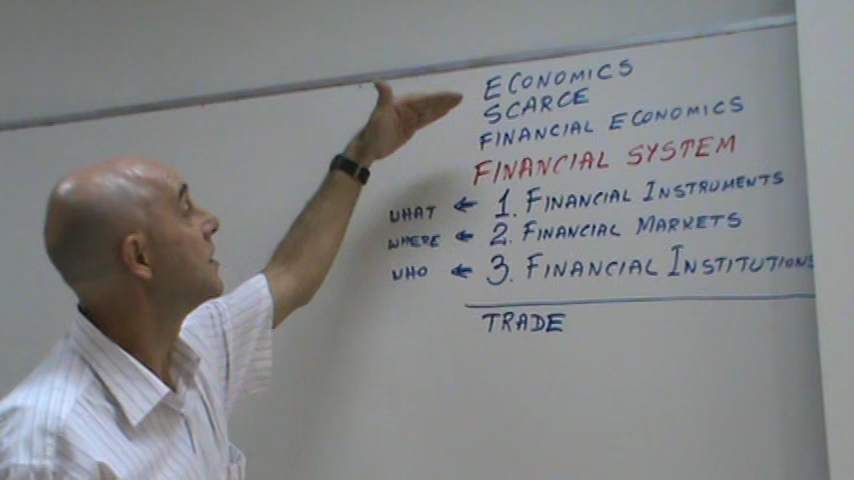 ECONOMICS
SCARCE
FINANCIAL ECONOMICS
FINANCIAL SYSTEM
WHAT ← 1. FINANCIAL INSTRUMENTS
WHERE ← 2. FINANCIAL MARKETS
WHO ← 3. FINANCIAL INSTITUTIONS
TRADE